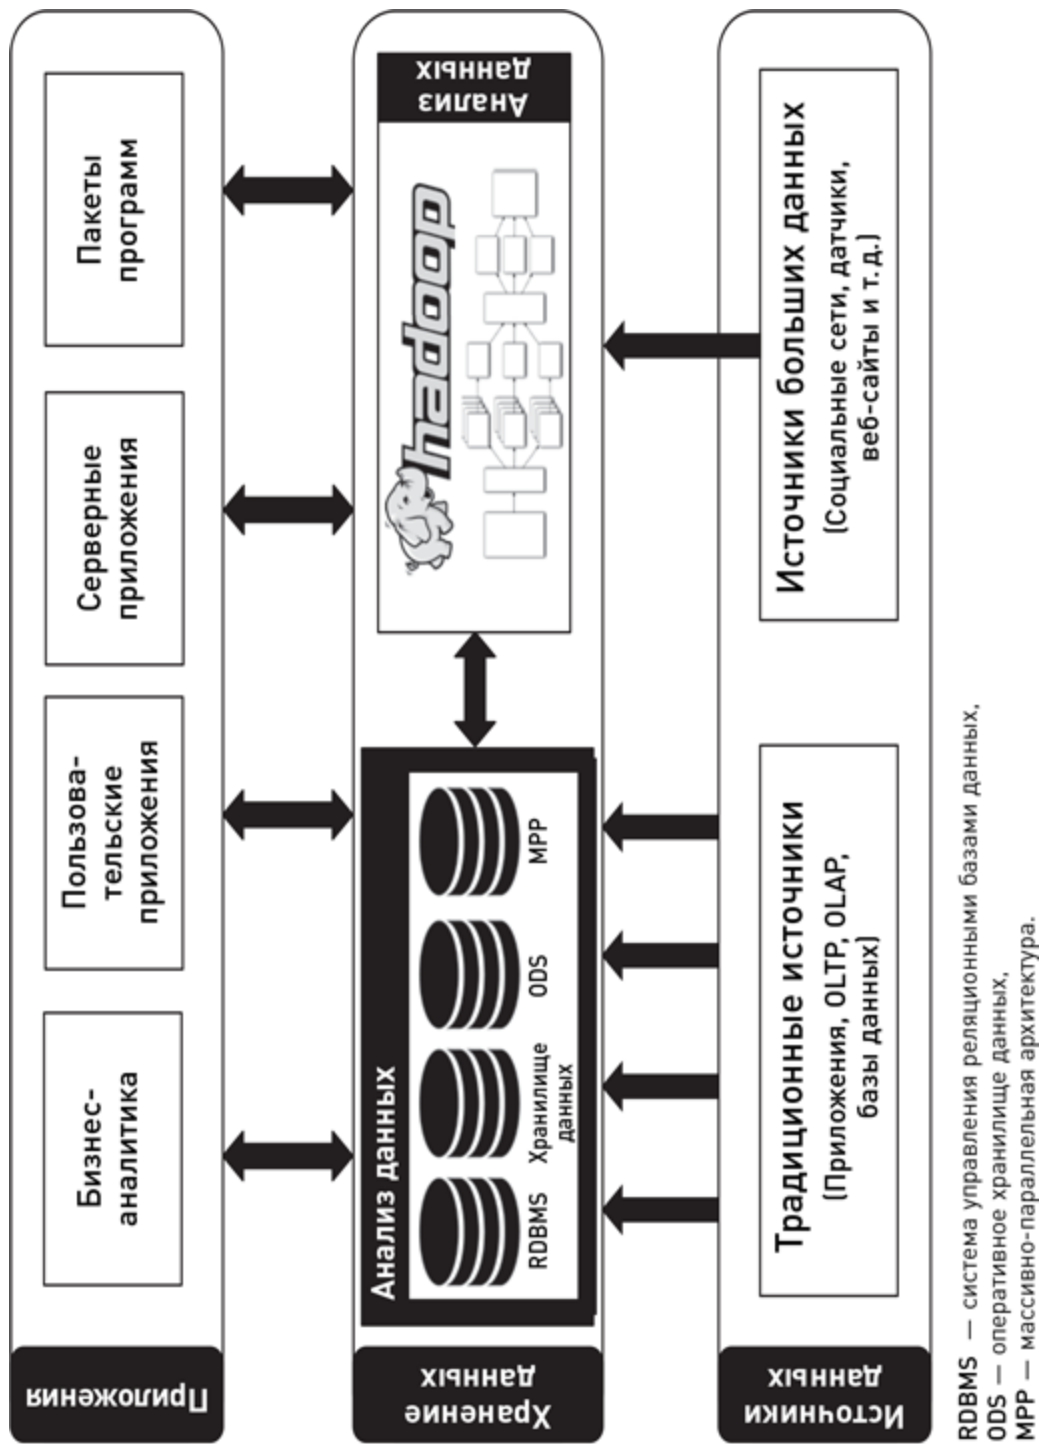 Приложения
Бизнес-
аналитика
Пользова-
тельские
приложения
Серверные
приложения
Пакеты
программ
Хранение
данных
Анализ данных
RDBMS
Хранилище
данных
ODS
MPP
hadoop
Анализ
данных
Источники
данных
Традиционные источники
(Приложения, OLTP, OLAP,
базы данных)
Источники больших данных
(Социальные сети, датчики,
веб-сайты и т. д.)
RDBMS — система управления реляционными базами данных,
ODS — оперативное хранилище данных,
MPP — массивно-параллельная архитектура.